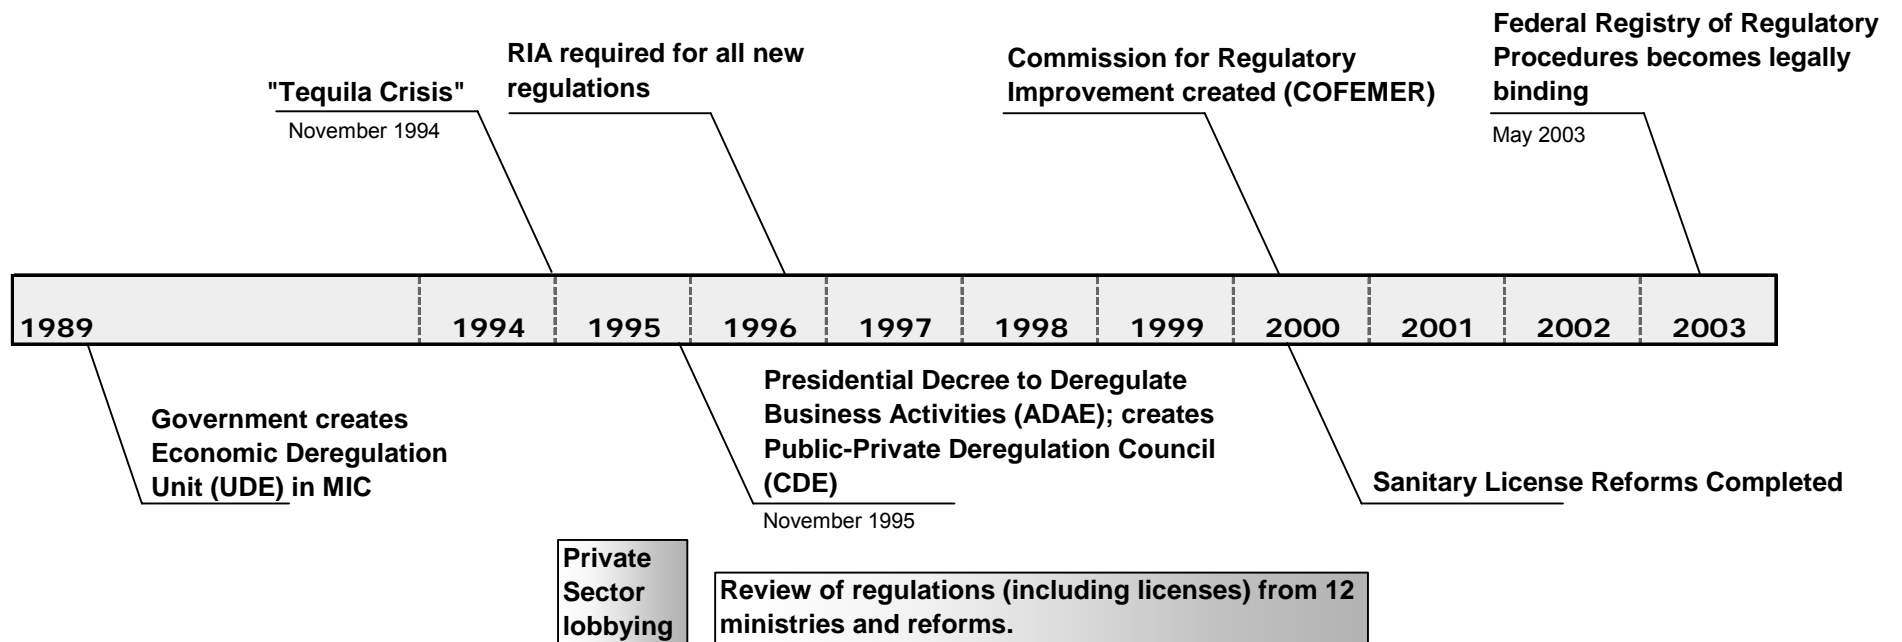 "Tequila Crisis"
November 1994
RIA required for all new
regulations
Commission for Regulatory
Improvement created (COFEMER)
Federal Registry of Regulatory
Procedures becomes legally
binding
May 2003
1989 1994 1995 1996 1997 1998 1999 2000 2001 2002 2003
Government creates
Economic Deregulation
Unit (UDE) in MIC
Presidential Decree to Deregulate
Business Activities (ADAE); creates
Public-Private Deregulation Council
(CDE)
November 1995
Sanitary License Reforms Completed
Private
Sector
lobbying
Review of regulations (including licenses) from 12
ministries and reforms.